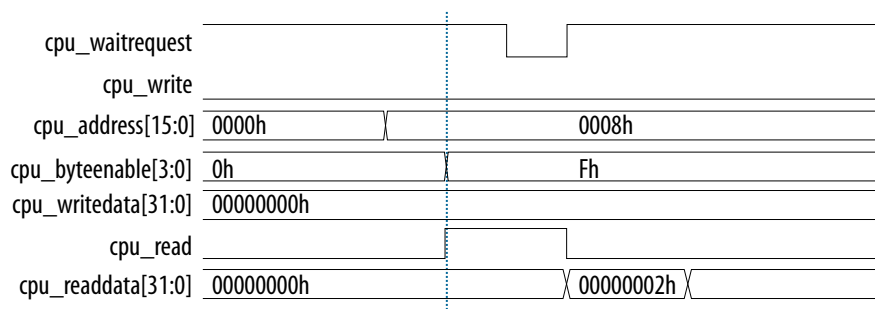 cpu_waitrequest
cpu_write
cpu_address[15:0] 0000h 0008h
cpu_byteenable[3:0] 0h Fh
cpu_writedata[31:0] 00000000h
cpu_read
cpu_readdata[31:0] 00000000h 00000002h